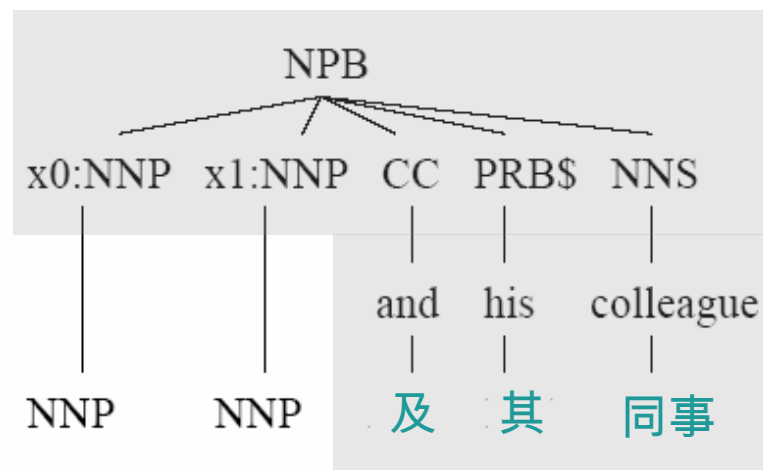 NPB
x0:NNP x1:NNP CC PRB$ NNS
and his colleague
NNP NNP 及 其 同事